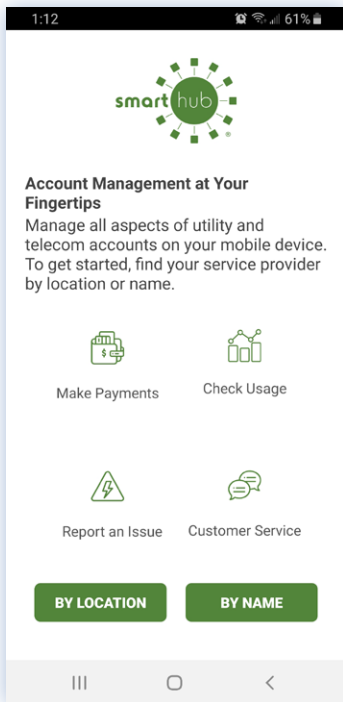 1:12 61%
smart hub
®
Account Management at Your
Fingertips
Manage all aspects of utility and
telecom accounts on your mobile device.
To get started, find your service provider
by location or name.
$
Make Payments Check Usage
Report an Issue Customer Service
BY LOCATION BY NAME